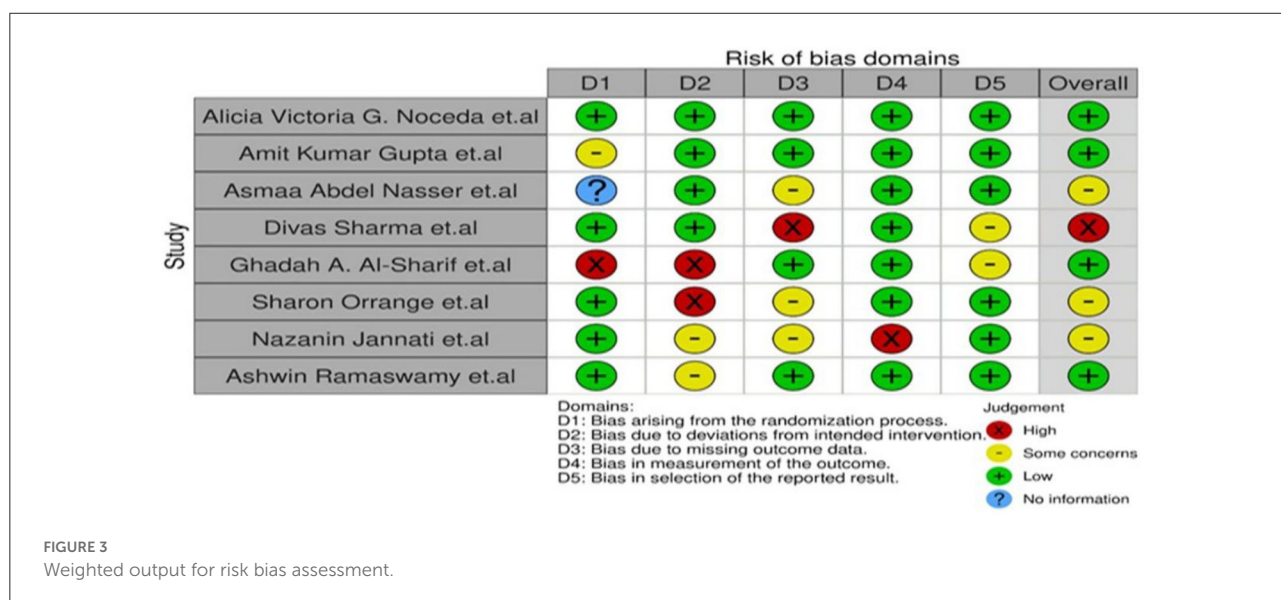 Risk of bias domains
D1 D2 D3 D4 D5 Overall
Study
Alicia Victoria G. Noceda et.al + + + + + +
Amit Kumar Gupta et.al - + + + + +
Asmaa Abdel Nasser et.al ? + - + + -
Divas Sharma et.al + + X + - X
Ghadah A. Al-Sharif et.al X X + + - +
Sharon Orrange et.al + X - + + -
Nazanin Jannati et.al + - - X + -
Ashwin Ramaswamy et.al + - + + + +
Domains:
D1: Bias arising from the randomization process.
D2: Bias due to deviations from intended intervention.
D3: Bias due to missing outcome data.
D4: Bias in measurement of the outcome.
D5: Bias in selection of the reported result.
Judgement
X High
- Some concerns
+ Low
? No information
FIGURE 3
Weighted output for risk bias assessment.